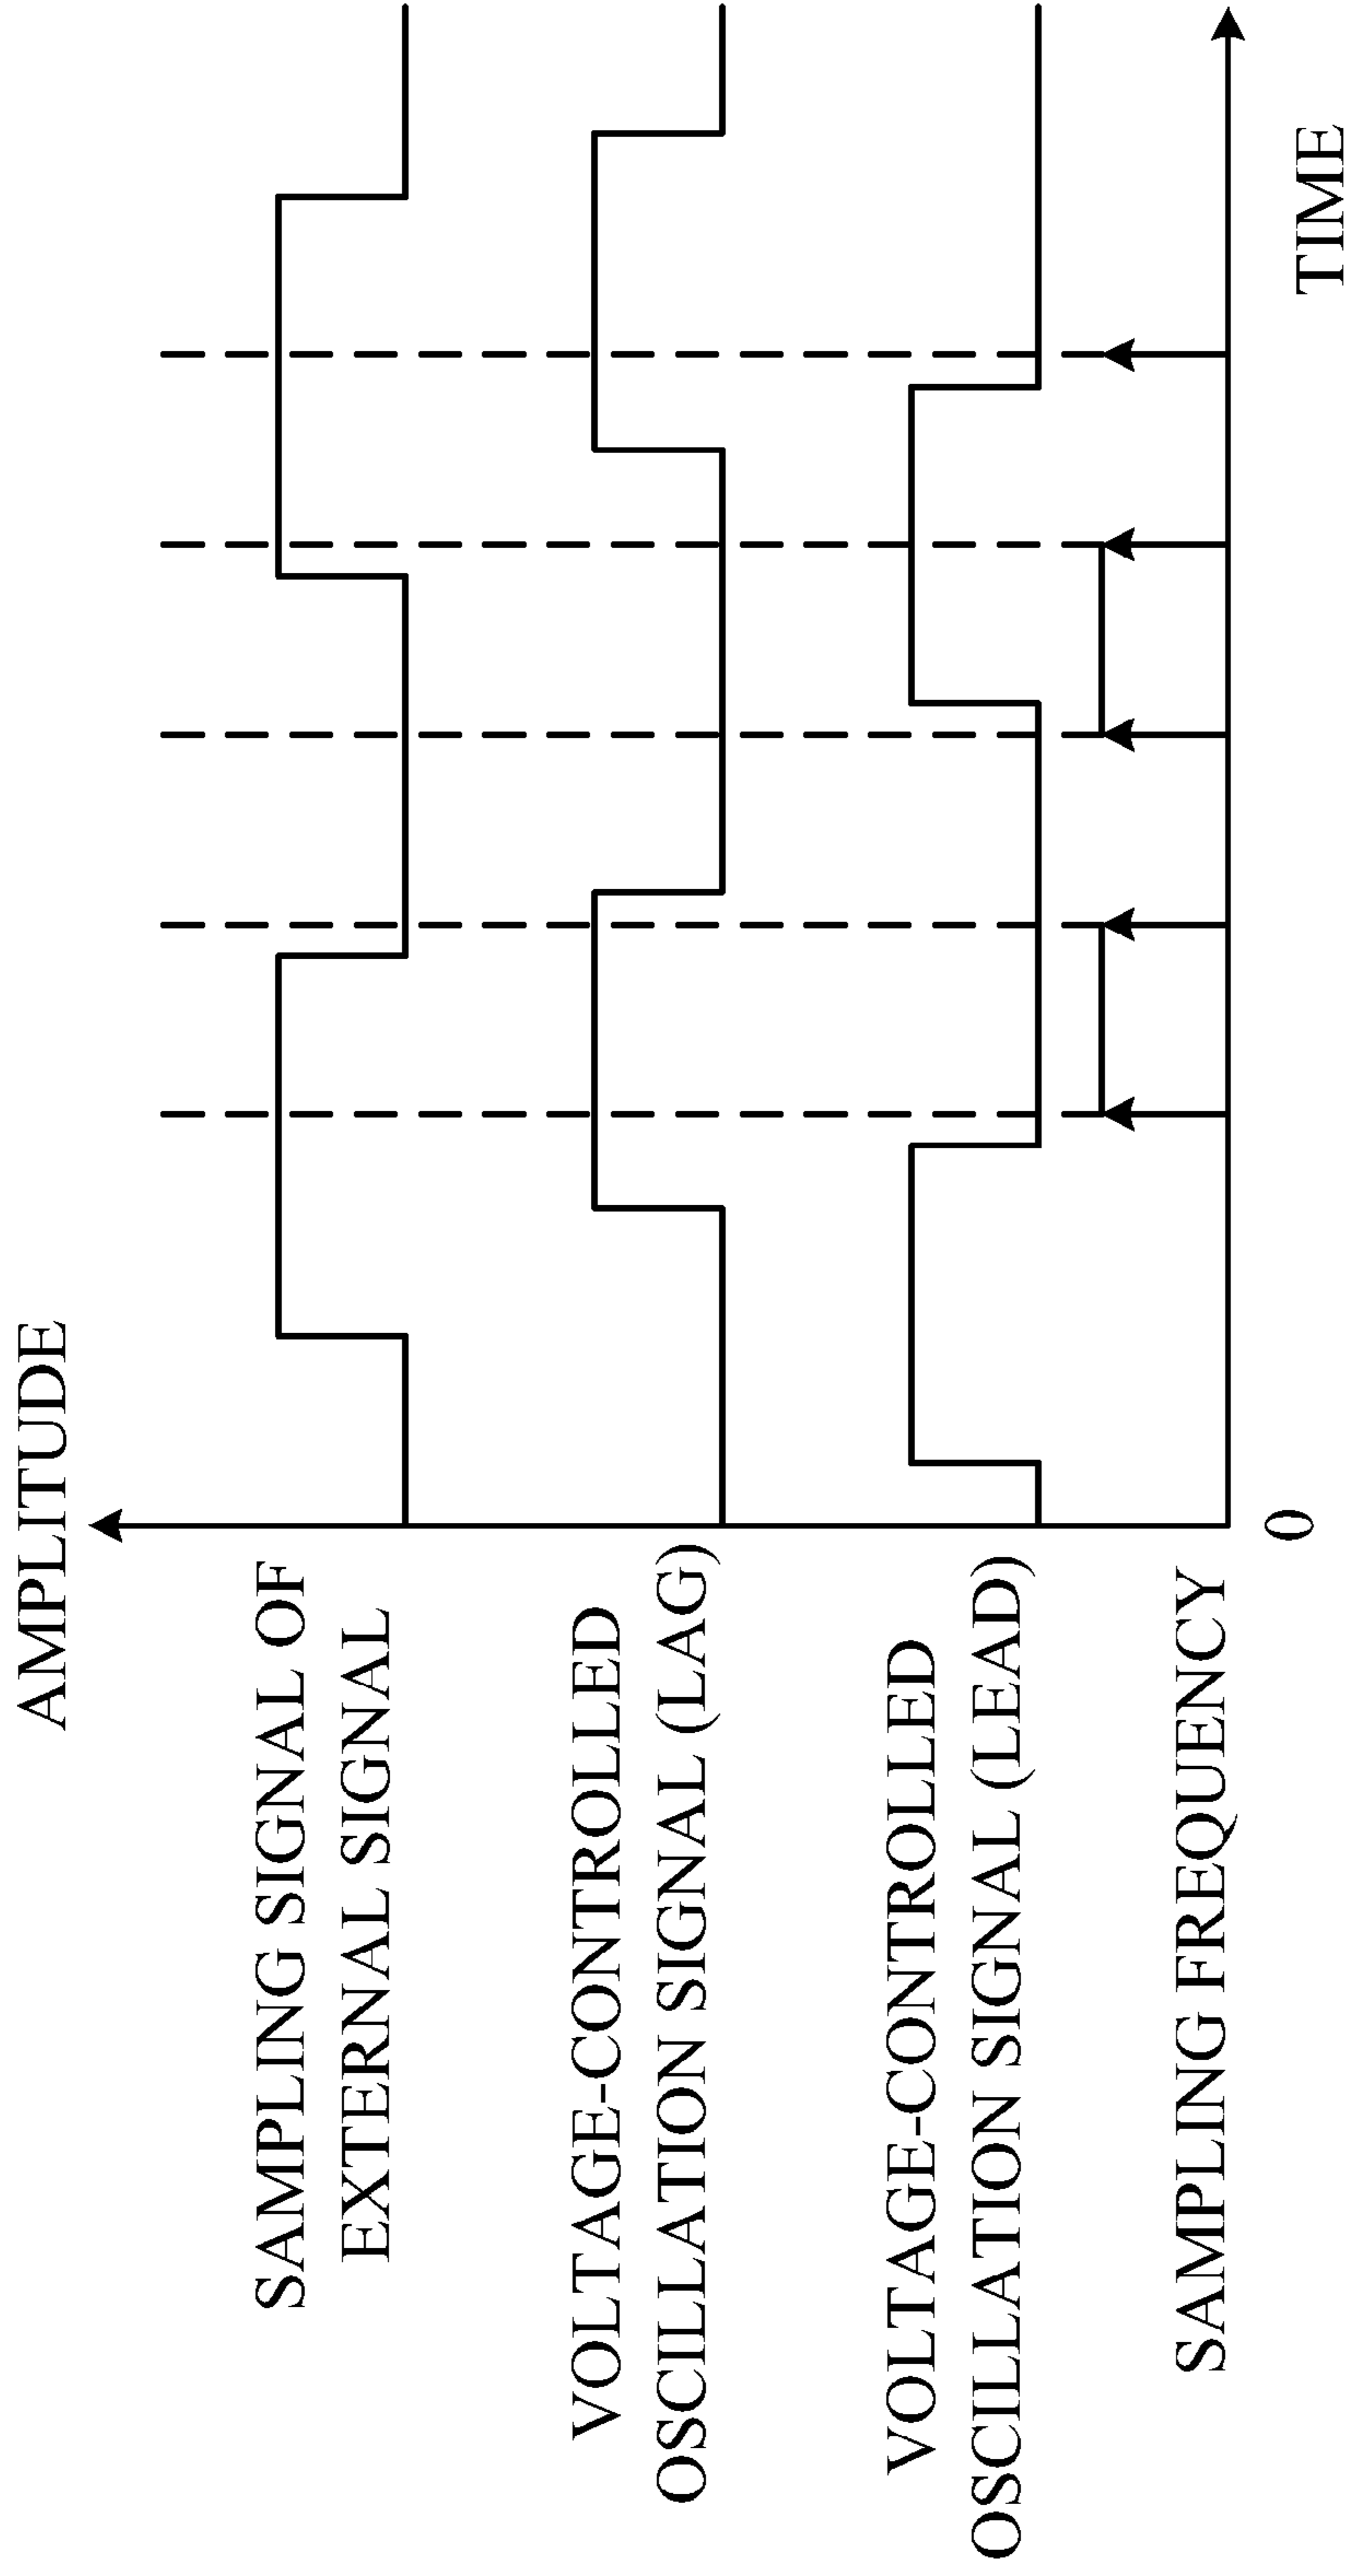 AMPLITUDE
SAMPLING SIGNAL OF
EXTERNAL SIGNAL
VOLTAGE-CONTROLLED
OSCILLATION SIGNAL (LAG)
VOLTAGE-CONTROLLED
OSCILLATION SIGNAL (LEAD)
SAMPLING FREQUENCY
0
TIME